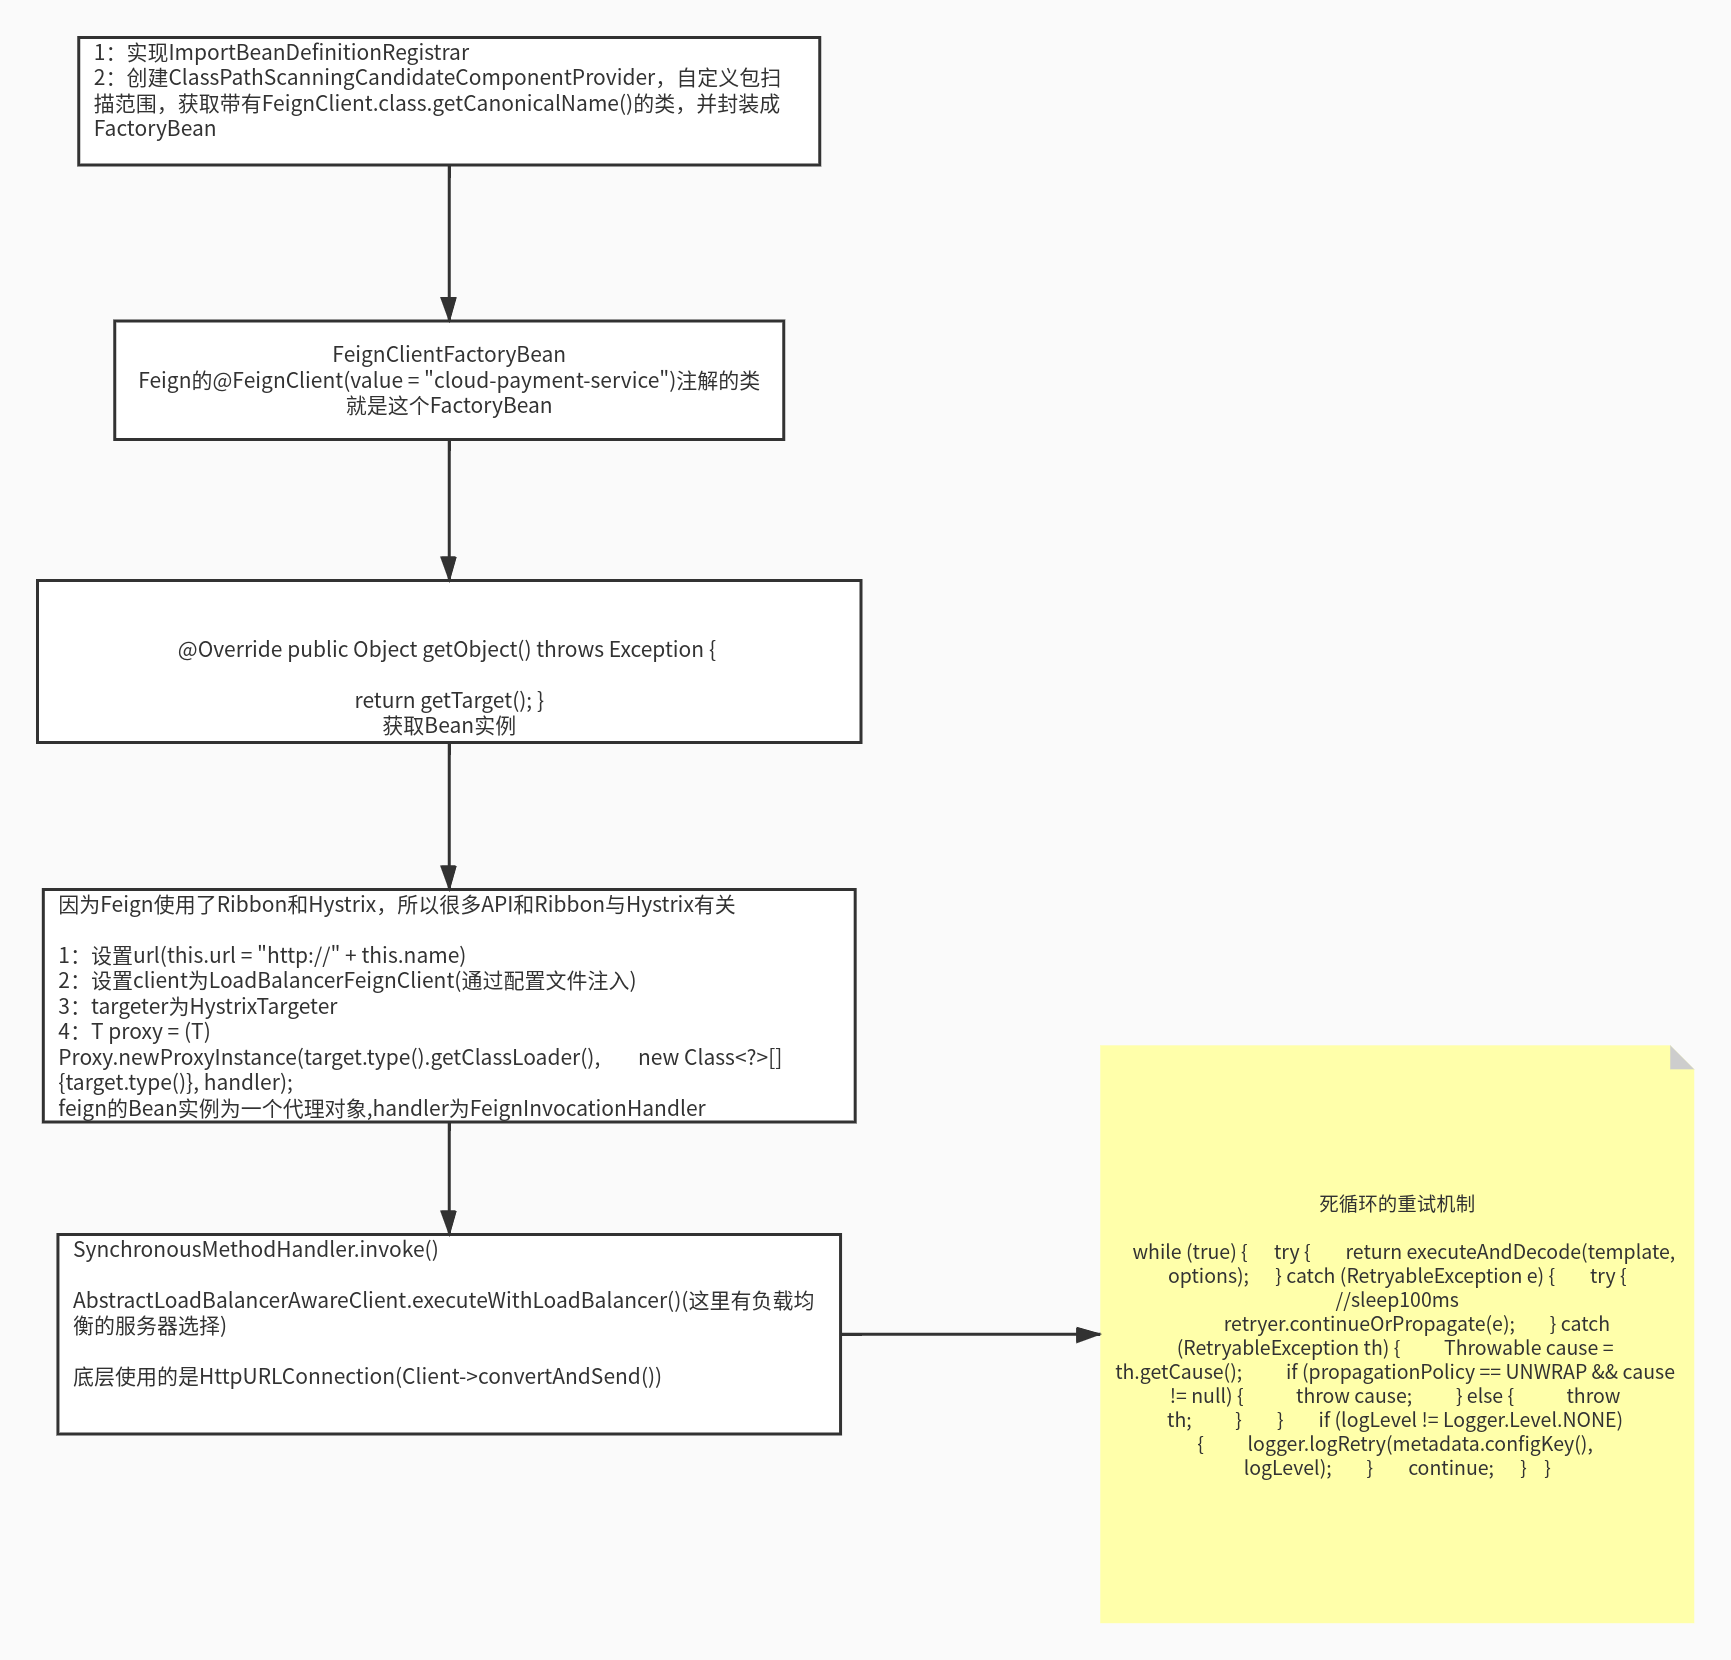 1：实现ImportBeanDefinitionRegistrar
2：创建ClassPathScanningCandidateComponentProvider，自定义包扫
描范围，获取带有FeignClient.class.getCanonicalName()的类，并封装成
FactoryBean
FeignClientFactoryBean
Feign的@FeignClient(value = "cloud-payment-service")注解的类
就是这个FactoryBean
@Override public Object getObject() throws Exception {
return getTarget(); }
获取Bean实例
因为Feign使用了Ribbon和Hystrix，所以很多API和Ribbon与Hystrix有关
1：设置url(this.url = "http://" + this.name)
2：设置client为LoadBalancerFeignClient(通过配置文件注入)
3：targeter为HystrixTargeter
4：T proxy = (T)
Proxy.newProxyInstance(target.type().getClassLoader(), new Class<?>[]
{target.type()}, handler);
feign的Bean实例为一个代理对象,handler为FeignInvocationHandler
SynchronousMethodHandler.invoke()
AbstractLoadBalancerAwareClient.executeWithLoadBalancer()(这里有负载均
衡的服务器选择)
底层使用的是HttpURLConnection(Client->convertAndSend())
死循环的重试机制
while (true) { try { return executeAndDecode(template,
options); } catch (RetryableException e) { try {
//sleep100ms
retryer.continueOrPropagate(e); } catch
(RetryableException th) { Throwable cause =
th.getCause(); if (propagationPolicy == UNWRAP && cause
!= null) { throw cause; } else { throw
th; } } if (logLevel != Logger.Level.NONE)
{ logger.logRetry(metadata.configKey(),
logLevel); } continue; } }